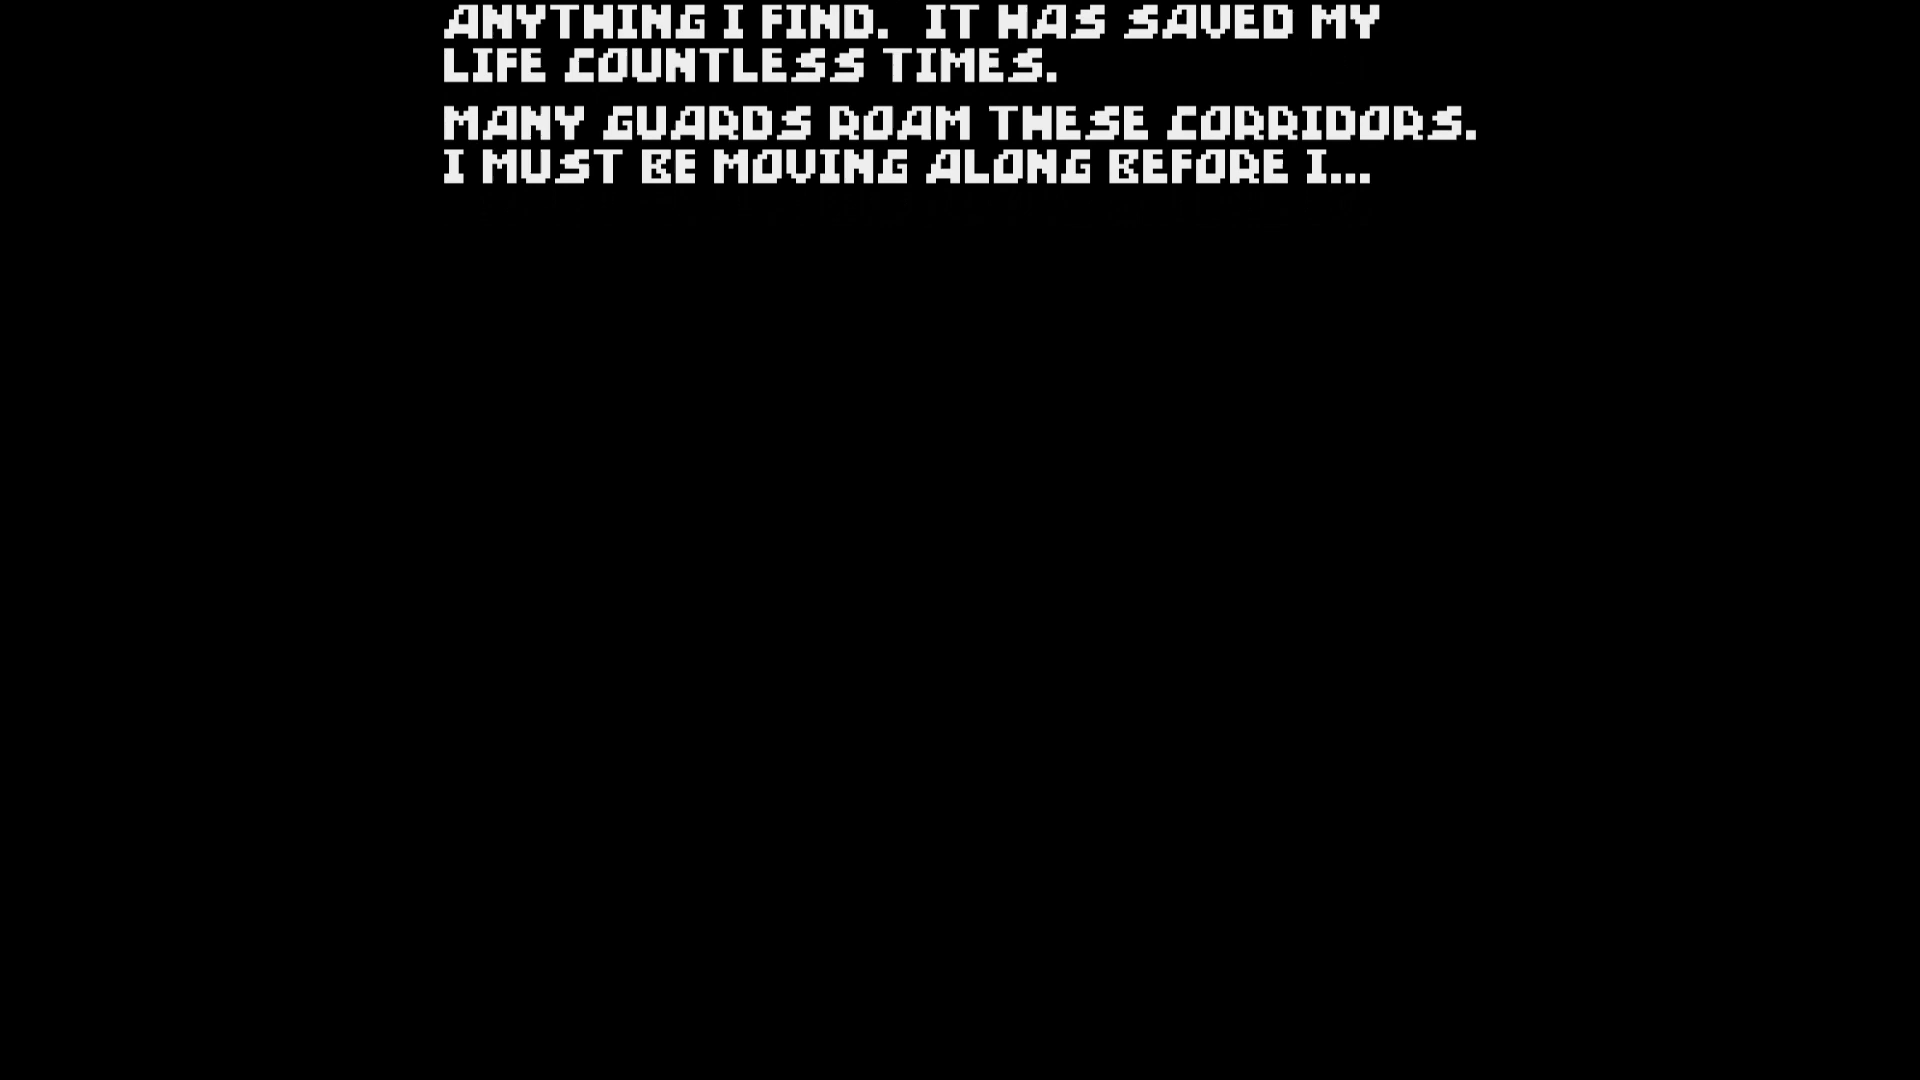 ANYTHING I FIND.  IT HAS SAVED MY
LIFE COUNTLESS TIMES.
MANY GUARDS ROAM THESE CORRIDORS.
I MUST BE MOVING ALONG BEFORE I...